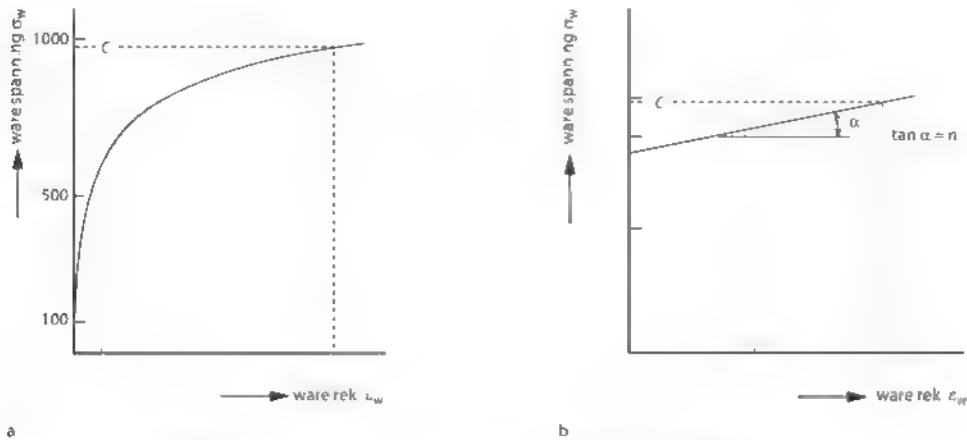 ware spanning σw
1000
C
500
100
ware rek εw
a
ware spanning σw
C
α
tan α = n
ware rek εw
b